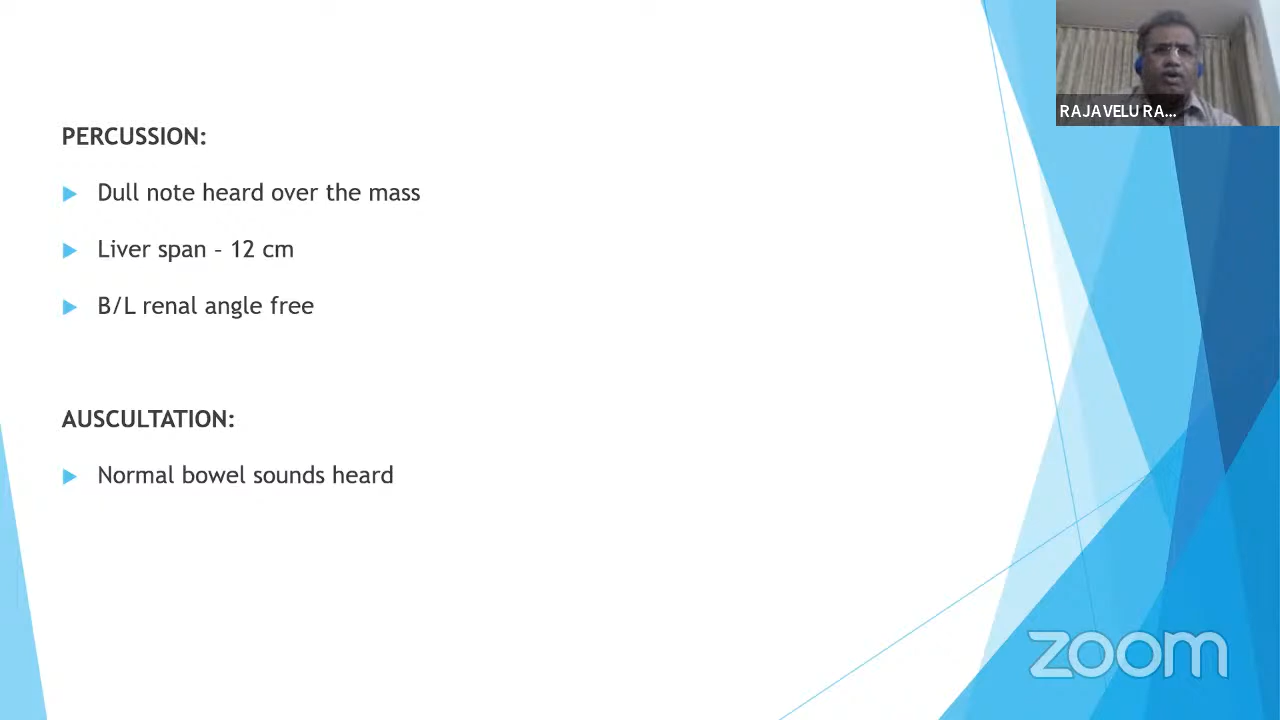 RAJAVELU RA...
PERCUSSION:
Dull note heard over the mass
Liver span – 12 cm
B/L renal angle free
AUSCULTATION:
Normal bowel sounds heard
zoom